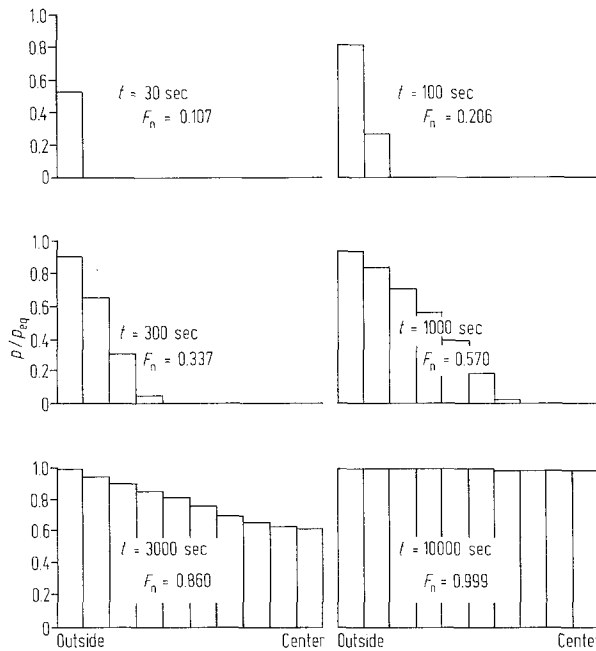 1.0
0.8
0.6
0.4
0.2
0
t = 30 sec
Fn = 0.107
t = 100 sec
Fn = 0.206
p/peq
1.0
0.8
0.6
0.4
0.2
0
t = 300 sec
Fn = 0.337
t = 1000 sec
Fn = 0.570
1.0
0.8
0.6
0.4
0.2
0
t = 3000 sec
Fn = 0.860
t = 10000 sec
Fn = 0.999
Outside Center
Outside Center